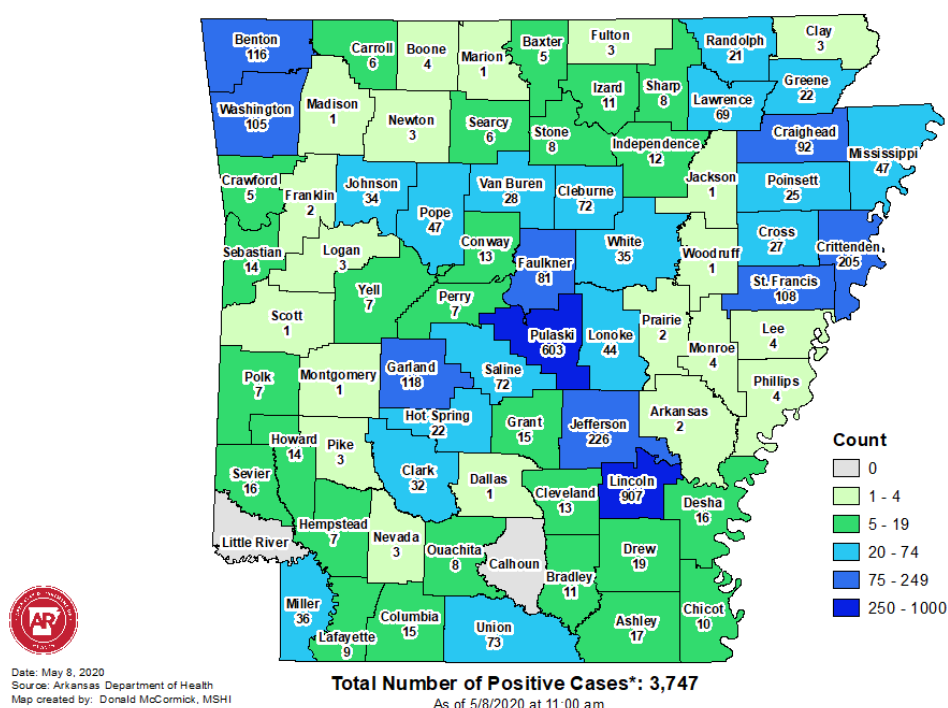 Benton
116
Carroll
6
Boone
4
Marion
1
Baxter
5
Fulton
3
Randolph
21
Clay
3
Washington
105
Madison
1
Newton
3
Searcy
6
Stone
8
Izard
11
Sharp
8
Lawrence
69
Greene
22
Independence
12
Craighead
92
Mississippi
47
Crawford
5
Franklin
2
Johnson
34
Pope
47
Van Buren
28
Cleburne
72
Jackson
1
Poinsett
25
Sebastian
14
Logan
3
Conway
13
Faulkner
81
White
35
Woodruff
1
Cross
27
Crittenden
205
St. Francis
108
Yell
7
Perry
7
Scott
1
Pulaski
603
Lonoke
44
Prairie
2
Monroe
4
Lee
4
Phillips
4
Polk
7
Montgomery
1
Garland
118
Saline
72
Hot Spring
22
Grant
15
Jefferson
226
Arkansas
2
Howard
14
Pike
3
Clark
32
Dallas
1
Cleveland
13
Lincoln
907
Desha
16
Sevier
16
Little River
Hempstead
7
Nevada
3
Ouachita
8
Calhoun
Bradley
11
Drew
19
Miller
36
Lafayette
9
Columbia
15
Union
73
Ashley
17
Chicot
10
Count
0
1 - 4
5 - 19
20 - 74
75 - 249
250 - 1000
AR
Date: May 8, 2020
Source: Arkansas Department of Health
Map created by: Donald McCormick, MSHI
Total Number of Positive Cases*: 3,747
As of 5/8/2020 at 11:00 am